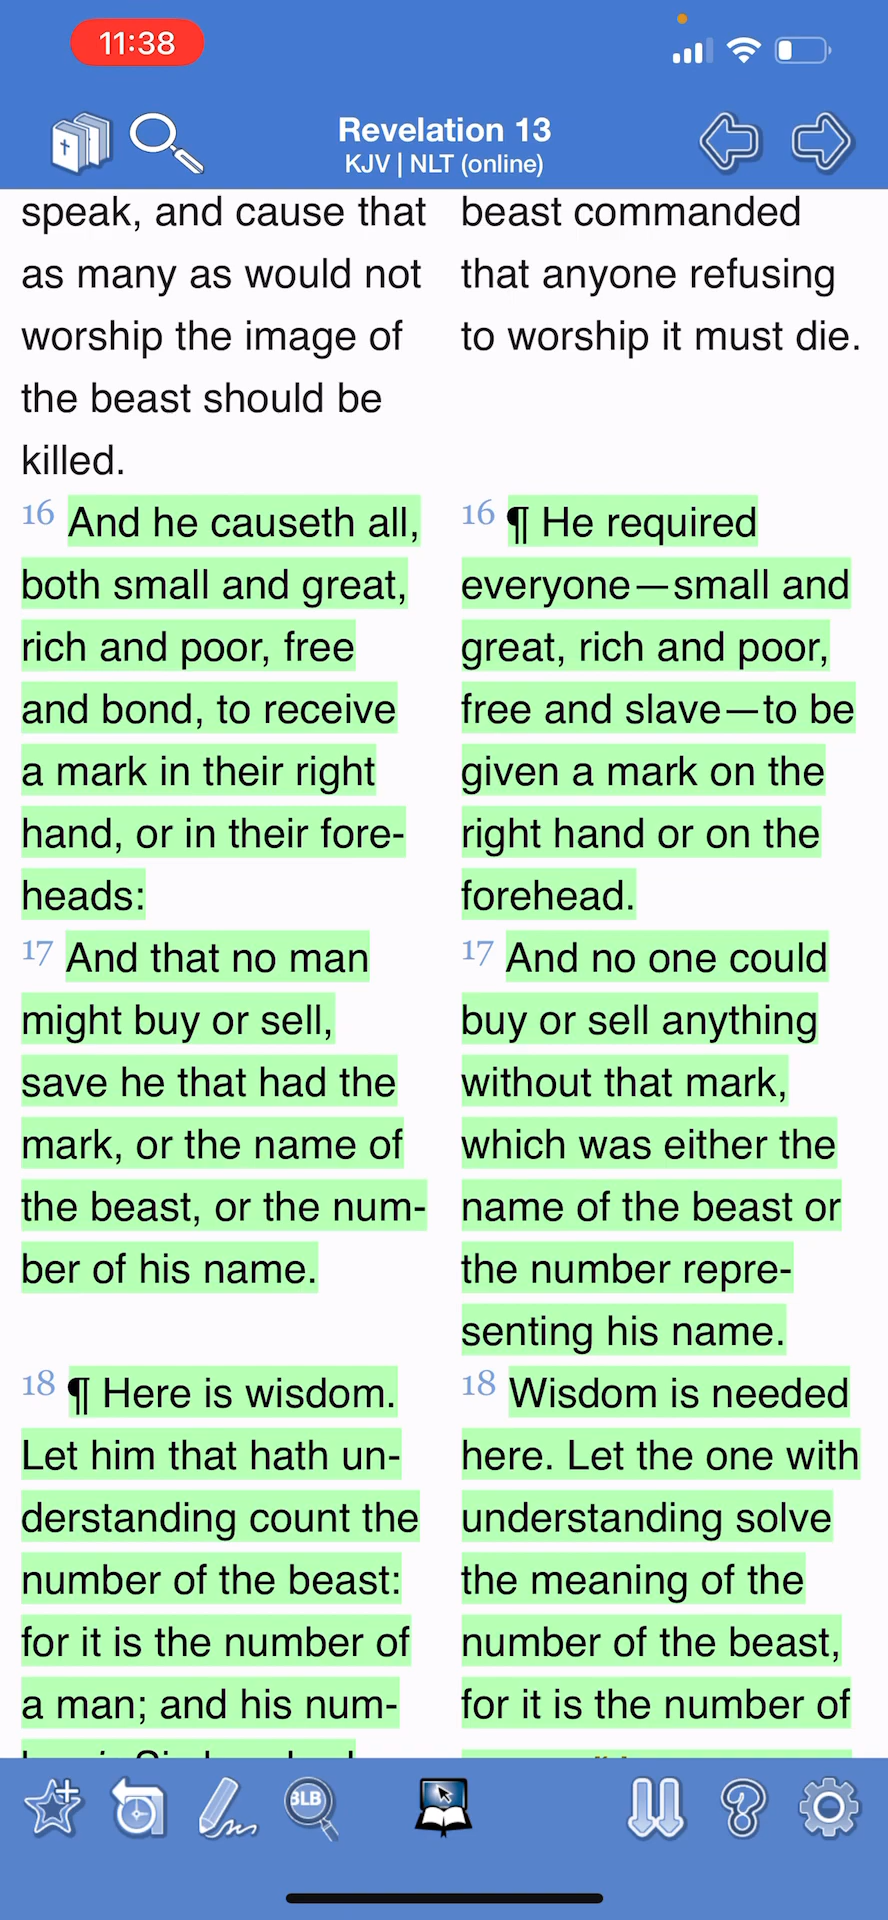 11:38
Revelation 13
KJV | NLT (online)
speak, and cause that
as many as would not
worship the image of
the beast should be
killed.
16 And he causeth all,
both small and great,
rich and poor, free
and bond, to receive
a mark in their right
hand, or in their fore-
heads:
17 And that no man
might buy or sell,
save he that had the
mark, or the name of
the beast, or the num-
ber of his name.
18 ¶ Here is wisdom.
Let him that hath un-
derstanding count the
number of the beast:
for it is the number of
a man; and his num-
beast commanded
that anyone refusing
to worship it must die.
16 ¶ He required
everyone—small and
great, rich and poor,
free and slave—to be
given a mark on the
right hand or on the
forehead.
17 And no one could
buy or sell anything
without that mark,
which was either the
name of the beast or
the number repre-
senting his name.
18 Wisdom is needed
here. Let the one with
understanding solve
the meaning of the
number of the beast,
for it is the number of
BLB